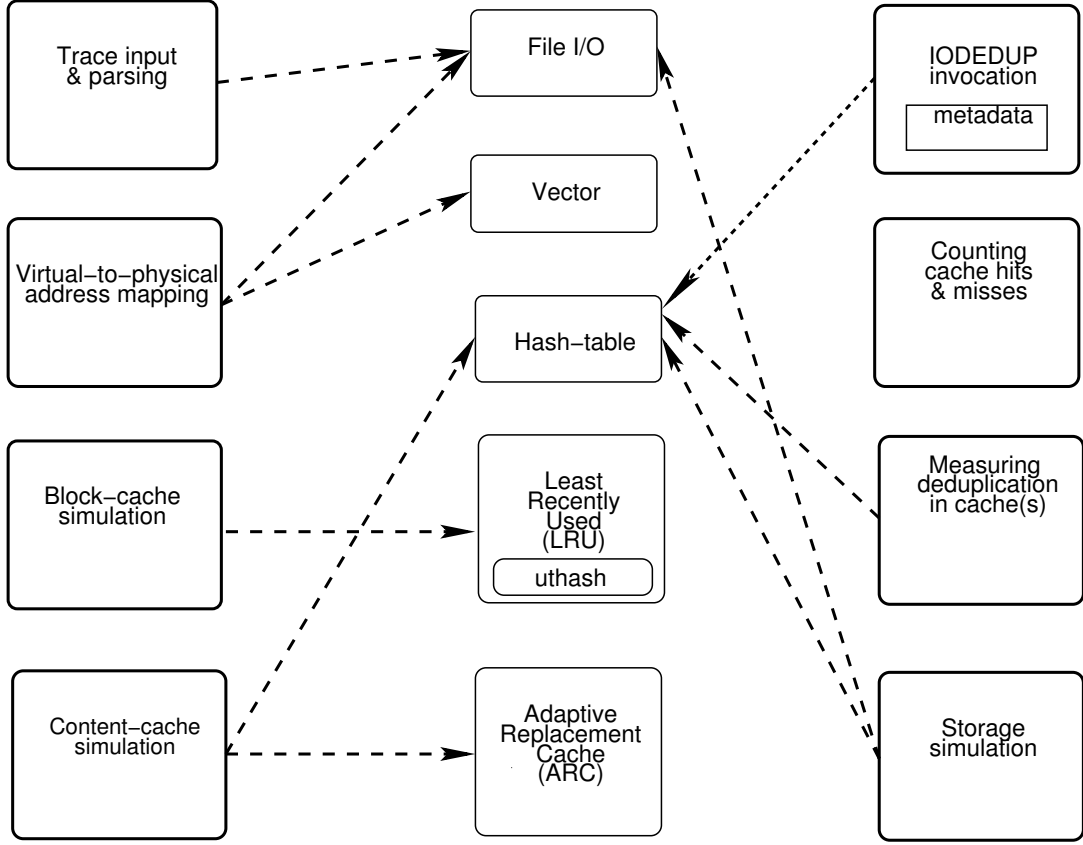 Trace input
& parsing
Virtual−to−physical
address mapping
Block−cache
simulation
Content−cache
simulation
File I/O
Vector
Hash−table
Least
Recently
Used
(LRU)
uthash
Adaptive
Replacement
Cache
(ARC)
IODEDUP
invocation
metadata
Counting
cache hits
& misses
Measuring
deduplication
in cache(s)
Storage
simulation